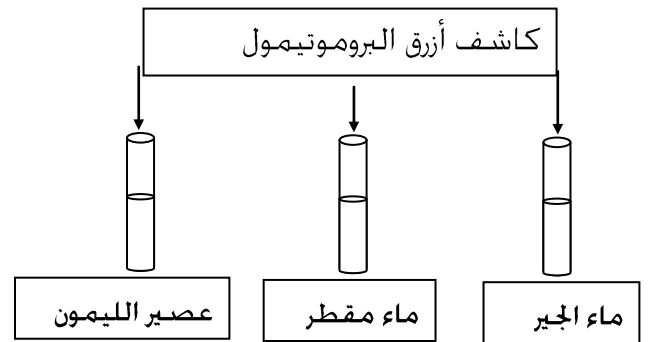 كاشف أزرق البروموتيمول
ماء الجير
ماء مقطر
عصير الليمون